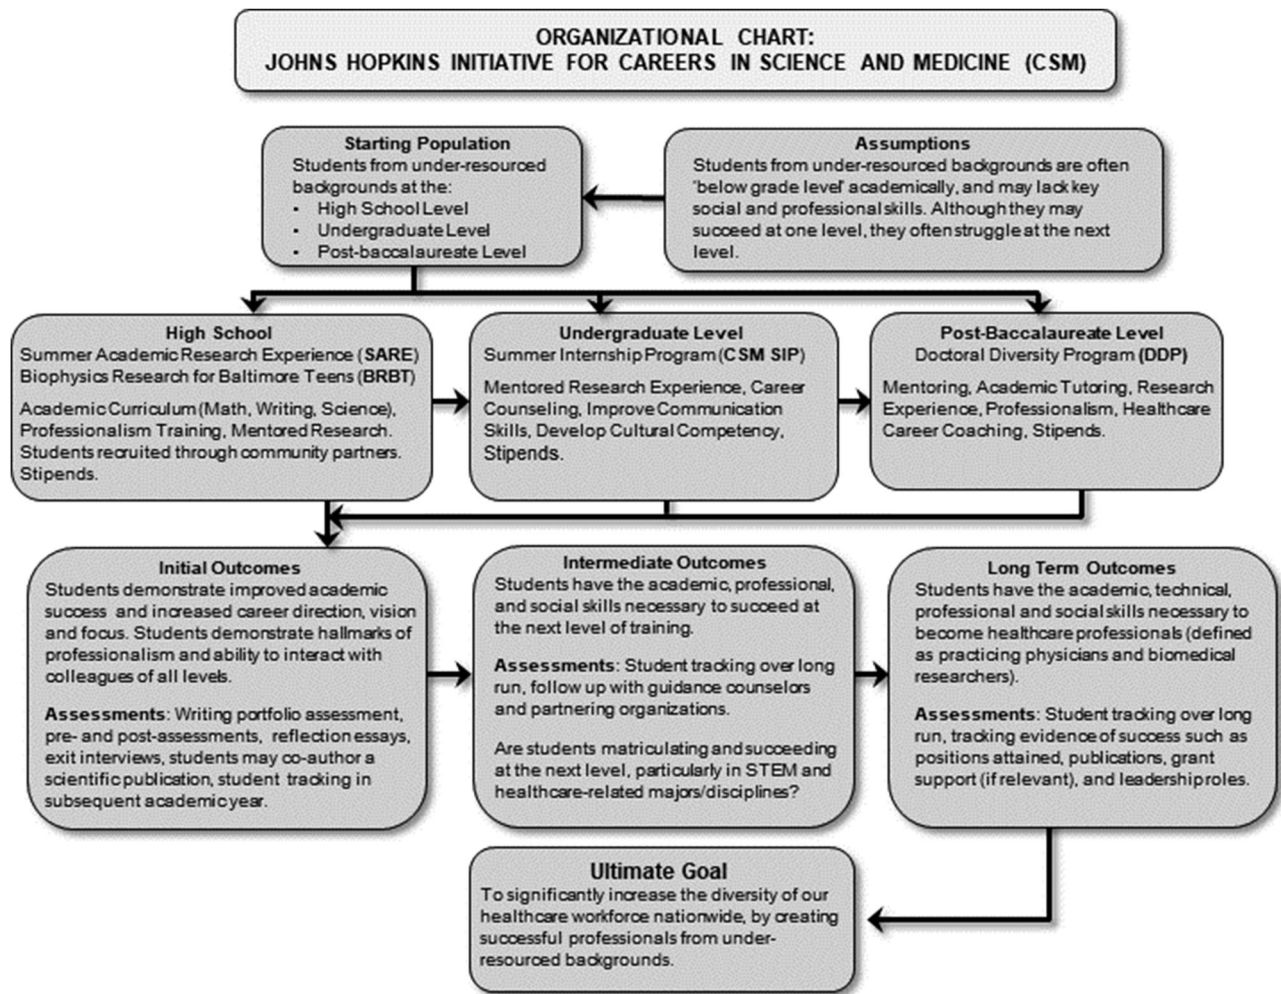 ORGANIZATIONAL CHART:
JOHNS HOPKINS INITIATIVE FOR CAREERS IN SCIENCE AND MEDICINE (CSM)
Starting Population
Students from under-resourced
backgrounds at the:
• High School Level
• Undergraduate Level
• Post-baccalaureate Level
Assumptions
Students from under-resourced backgrounds are often
'below grade level' academically, and may lack key
social and professional skills. Although they may
succeed at one level, they often struggle at the next
level.
High School
Summer Academic Research Experience (SARE)
Biophysics Research for Baltimore Teens (BRBT)
Academic Curriculum (Math, Writing, Science),
Professionalism Training, Mentored Research.
Students recruited through community partners.
Stipends.
Undergraduate Level
Summer Internship Program (CSM SIP)
Mentored Research Experience, Career
Counseling, Improve Communication
Skills, Develop Cultural Competency,
Stipends.
Post-Baccalaureate Level
Doctoral Diversity Program (DDP)
Mentoring, Academic Tutoring, Research
Experience, Professionalism, Healthcare
Career Coaching, Stipends.
Initial Outcomes
Students demonstrate improved academic
success and increased career direction, vision
and focus. Students demonstrate hallmarks of
professionalism and ability to interact with
colleagues of all levels.
Assessments: Writing portfolio assessment,
pre- and post-assessments, reflection essays,
exit interviews, students may co-author a
scientific publication, student tracking in
subsequent academic year.
Intermediate Outcomes
Students have the academic, professional,
and social skills necessary to succeed at
the next level of training.
Assessments: Student tracking over long
run, follow up with guidance counselors
and partnering organizations.
Are students matriculating and succeeding
at the next level, particularly in STEM and
healthcare-related majors/disciplines?
Long Term Outcomes
Students have the academic, technical,
professional and social skills necessary to
become healthcare professionals (defined
as practicing physicians and biomedical
researchers).
Assessments: Student tracking over long
run, tracking evidence of success such as
positions attained, publications, grant
support (if relevant), and leadership roles.
Ultimate Goal
To significantly increase the diversity of our
healthcare workforce nationwide, by creating
successful professionals from under-
resourced backgrounds.